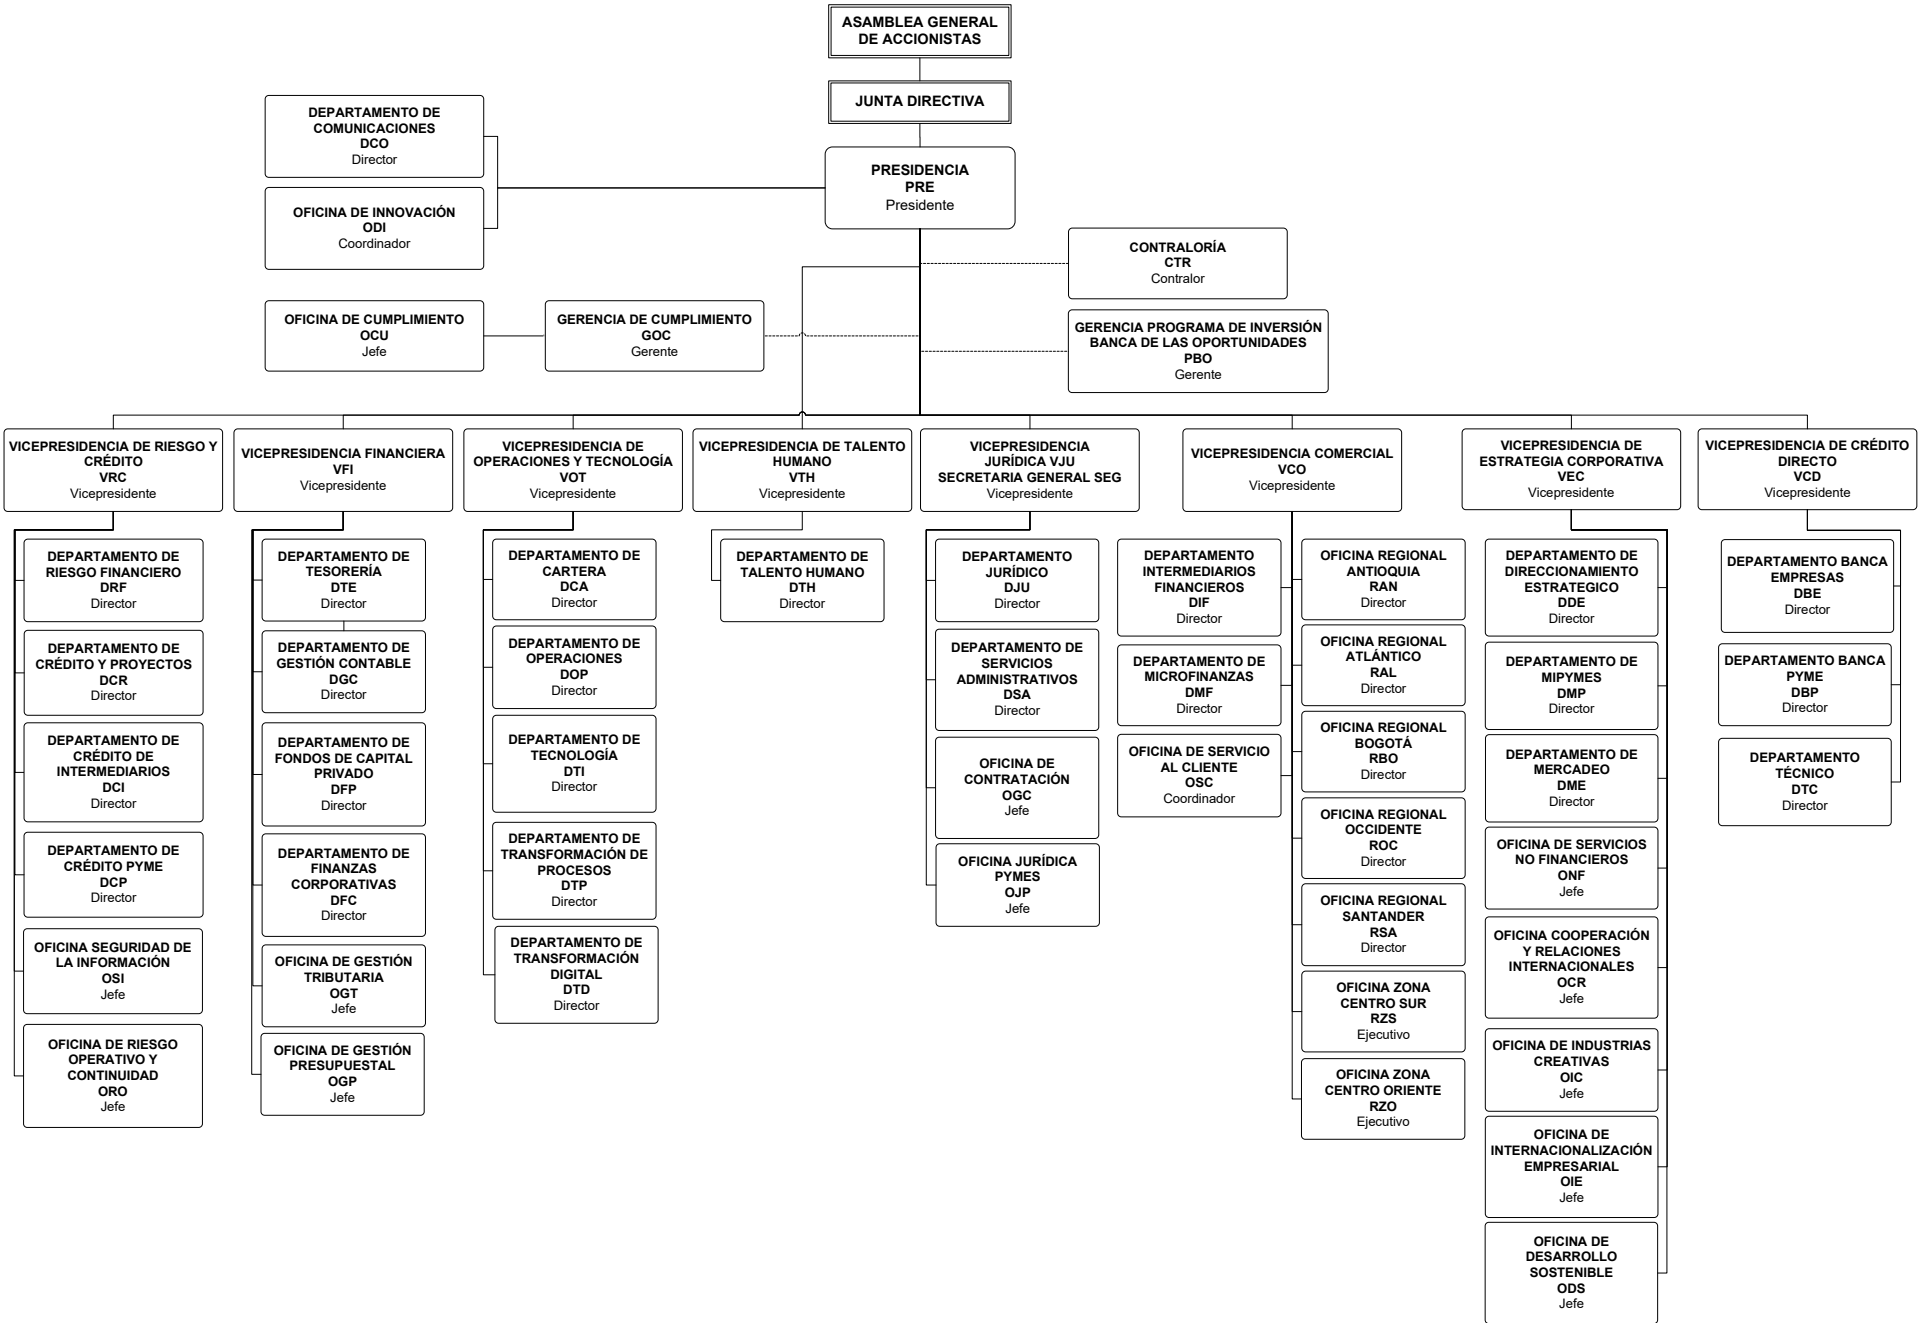 ASAMBLEA GENERAL
DE ACCIONISTAS
JUNTA DIRECTIVA
PRESIDENCIA
PRE
Presidente
DEPARTAMENTO DE
COMUNICACIONES
DCO
Director
OFICINA DE INNOVACIÓN
ODI
Coordinador
CONTRALORÍA
CTR
Contralor
OFICINA DE CUMPLIMIENTO
OCU
Jefe
GERENCIA DE CUMPLIMIENTO
GOC
Gerente
GERENCIA PROGRAMA DE INVERSIÓN
BANCA DE LAS OPORTUNIDADES
PBO
Gerente
VICEPRESIDENCIA DE RIESGO Y
CRÉDITO
VRC
Vicepresidente
VICEPRESIDENCIA FINANCIERA
VFI
Vicepresidente
VICEPRESIDENCIA DE
OPERACIONES Y TECNOLOGÍA
VOT
Vicepresidente
VICEPRESIDENCIA DE TALENTO
HUMANO
VTH
Vicepresidente
VICEPRESIDENCIA
JURÍDICA VJU
SECRETARIA GENERAL SEG
Vicepresidente
VICEPRESIDENCIA COMERCIAL
VCO
Vicepresidente
VICEPRESIDENCIA DE
ESTRATEGIA CORPORATIVA
VEC
Vicepresidente
VICEPRESIDENCIA DE CRÉDITO
DIRECTO
VCD
Vicepresidente
DEPARTAMENTO DE
RIESGO FINANCIERO
DRF
Director
DEPARTAMENTO DE
CRÉDITO Y PROYECTOS
DCR
Director
DEPARTAMENTO DE
CRÉDITO DE
INTERMEDIARIOS
DCI
Director
DEPARTAMENTO DE
CRÉDITO PYME
DCP
Director
OFICINA SEGURIDAD DE
LA INFORMACIÓN
OSI
Jefe
OFICINA DE RIESGO
OPERATIVO Y
CONTINUIDAD
ORO
Jefe
DEPARTAMENTO DE
TESORERÍA
DTE
Director
DEPARTAMENTO DE
GESTIÓN CONTABLE
DGC
Director
DEPARTAMENTO DE
FONDOS DE CAPITAL
PRIVADO
DFP
Director
DEPARTAMENTO DE
FINANZAS
CORPORATIVAS
DFC
Director
OFICINA DE GESTIÓN
TRIBUTARIA
OGT
Jefe
OFICINA DE GESTIÓN
PRESUPUESTAL
OGP
Jefe
DEPARTAMENTO DE
CARTERA
DCA
Director
DEPARTAMENTO DE
OPERACIONES
DOP
Director
DEPARTAMENTO DE
TECNOLOGÍA
DTI
Director
DEPARTAMENTO DE
TRANSFORMACIÓN DE
PROCESOS
DTP
Director
DEPARTAMENTO DE
TRANSFORMACIÓN
DIGITAL
DTD
Director
DEPARTAMENTO DE
TALENTO HUMANO
DTH
Director
DEPARTAMENTO
JURÍDICO
DJU
Director
DEPARTAMENTO DE
SERVICIOS
ADMINISTRATIVOS
DSA
Director
OFICINA DE
CONTRATACIÓN
OGC
Jefe
OFICINA JURÍDICA
PYMES
OJP
Jefe
DEPARTAMENTO
INTERMEDIARIOS
FINANCIEROS
DIF
Director
DEPARTAMENTO DE
MICROFINANZAS
DMF
Director
OFICINA DE SERVICIO
AL CLIENTE
OSC
Coordinador
OFICINA REGIONAL
ANTIOQUIA
RAN
Director
OFICINA REGIONAL
ATLÁNTICO
RAL
Director
OFICINA REGIONAL
BOGOTÁ
RBO
Director
OFICINA REGIONAL
OCCIDENTE
ROC
Director
OFICINA REGIONAL
SANTANDER
RSA
Director
OFICINA ZONA
CENTRO SUR
RZS
Ejecutivo
OFICINA ZONA
CENTRO ORIENTE
RZO
Ejecutivo
DEPARTAMENTO DE
DIRECCIONAMIENTO
ESTRATEGICO
DDE
Director
DEPARTAMENTO DE
MIPYMES
DMP
Director
DEPARTAMENTO DE
MERCADEO
DME
Director
OFICINA DE SERVICIOS
NO FINANCIEROS
ONF
Jefe
OFICINA COOPERACIÓN
Y RELACIONES
INTERNACIONALES
OCR
Jefe
OFICINA DE INDUSTRIAS
CREATIVAS
OIC
Jefe
OFICINA DE
INTERNACIONALIZACIÓN
EMPRESARIAL
OIE
Jefe
OFICINA DE
DESARROLLO
SOSTENIBLE
ODS
Jefe
DEPARTAMENTO BANCA
EMPRESAS
DBE
Director
DEPARTAMENTO BANCA
PYME
DBP
Director
DEPARTAMENTO
TÉCNICO
DTC
Director